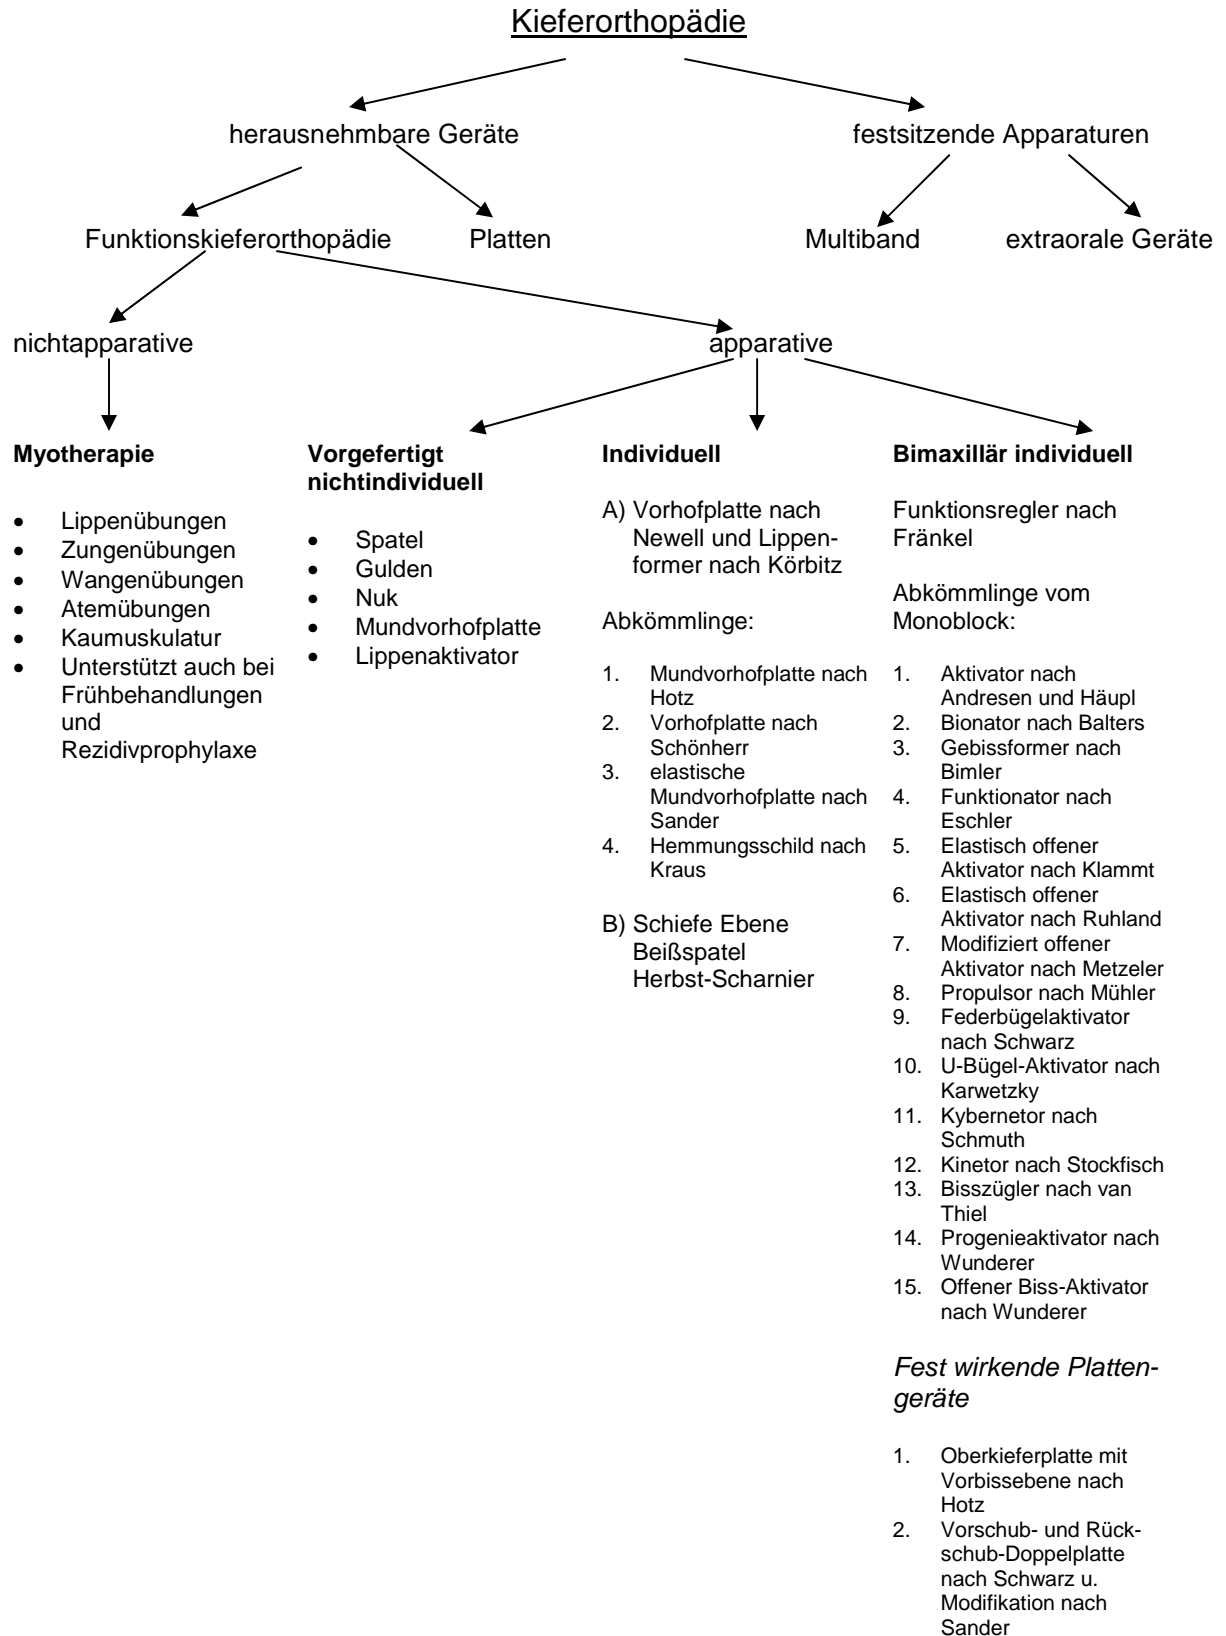 Kieferorthopädie
herausnehmbare Geräte
festsitzende Apparaturen
Funktionskieferorthopädie
Platten
Multiband
extraorale Geräte
nichtapparative
apparative
Myotherapie
• Lippenübungen
• Zungenübungen
• Wangenübungen
• Atemübungen
• Kaumuskulatur
• Unterstützt auch bei
Frühbehandlungen
und
Rezidivprophylaxe
Vorgefertigt
nichtindividuell
• Spatel
• Gulden
• Nuk
• Mundvorhofplatte
• Lippenaktivator
Individuell
A) Vorhofplatte nach
Newell und Lippen-
former nach Körbitz
Abkömmlinge:
1. Mundvorhofplatte nach
Hotz
2. Vorhofplatte nach
Schönherr
3. elastische
Mundvorhofplatte nach
Sander
4. Hemmungsschild nach
Kraus
B) Schiefe Ebene
Beißspatel
Herbst-Scharnier
Bimaxillär individuell
Funktionsregler nach
Fränkel
Abkömmlinge vom
Monoblock:
1. Aktivator nach
Andresen und Häupl
2. Bionator nach Balters
3. Gebissformer nach
Bimler
4. Funktionator nach
Eschler
5. Elastisch offener
Aktivator nach Klammt
6. Elastisch offener
Aktivator nach Ruhland
7. Modifiziert offener
Aktivator nach Metzeler
8. Propulsor nach Mühler
9. Federbügelaktivator
nach Schwarz
10. U-Bügel-Aktivator nach
Karwetzky
11. Kybernetor nach
Schmuth
12. Kinetor nach Stockfisch
13. Bisszügler nach van
Thiel
14. Progenieaktivator nach
Wunderer
15. Offener Biss-Aktivator
nach Wunderer
Fest wirkende Platten-
geräte
1. Oberkieferplatte mit
Vorbissebene nach
Hotz
2. Vorschub- und Rück-
schub-Doppelplatte
nach Schwarz u.
Modifikation nach
Sander